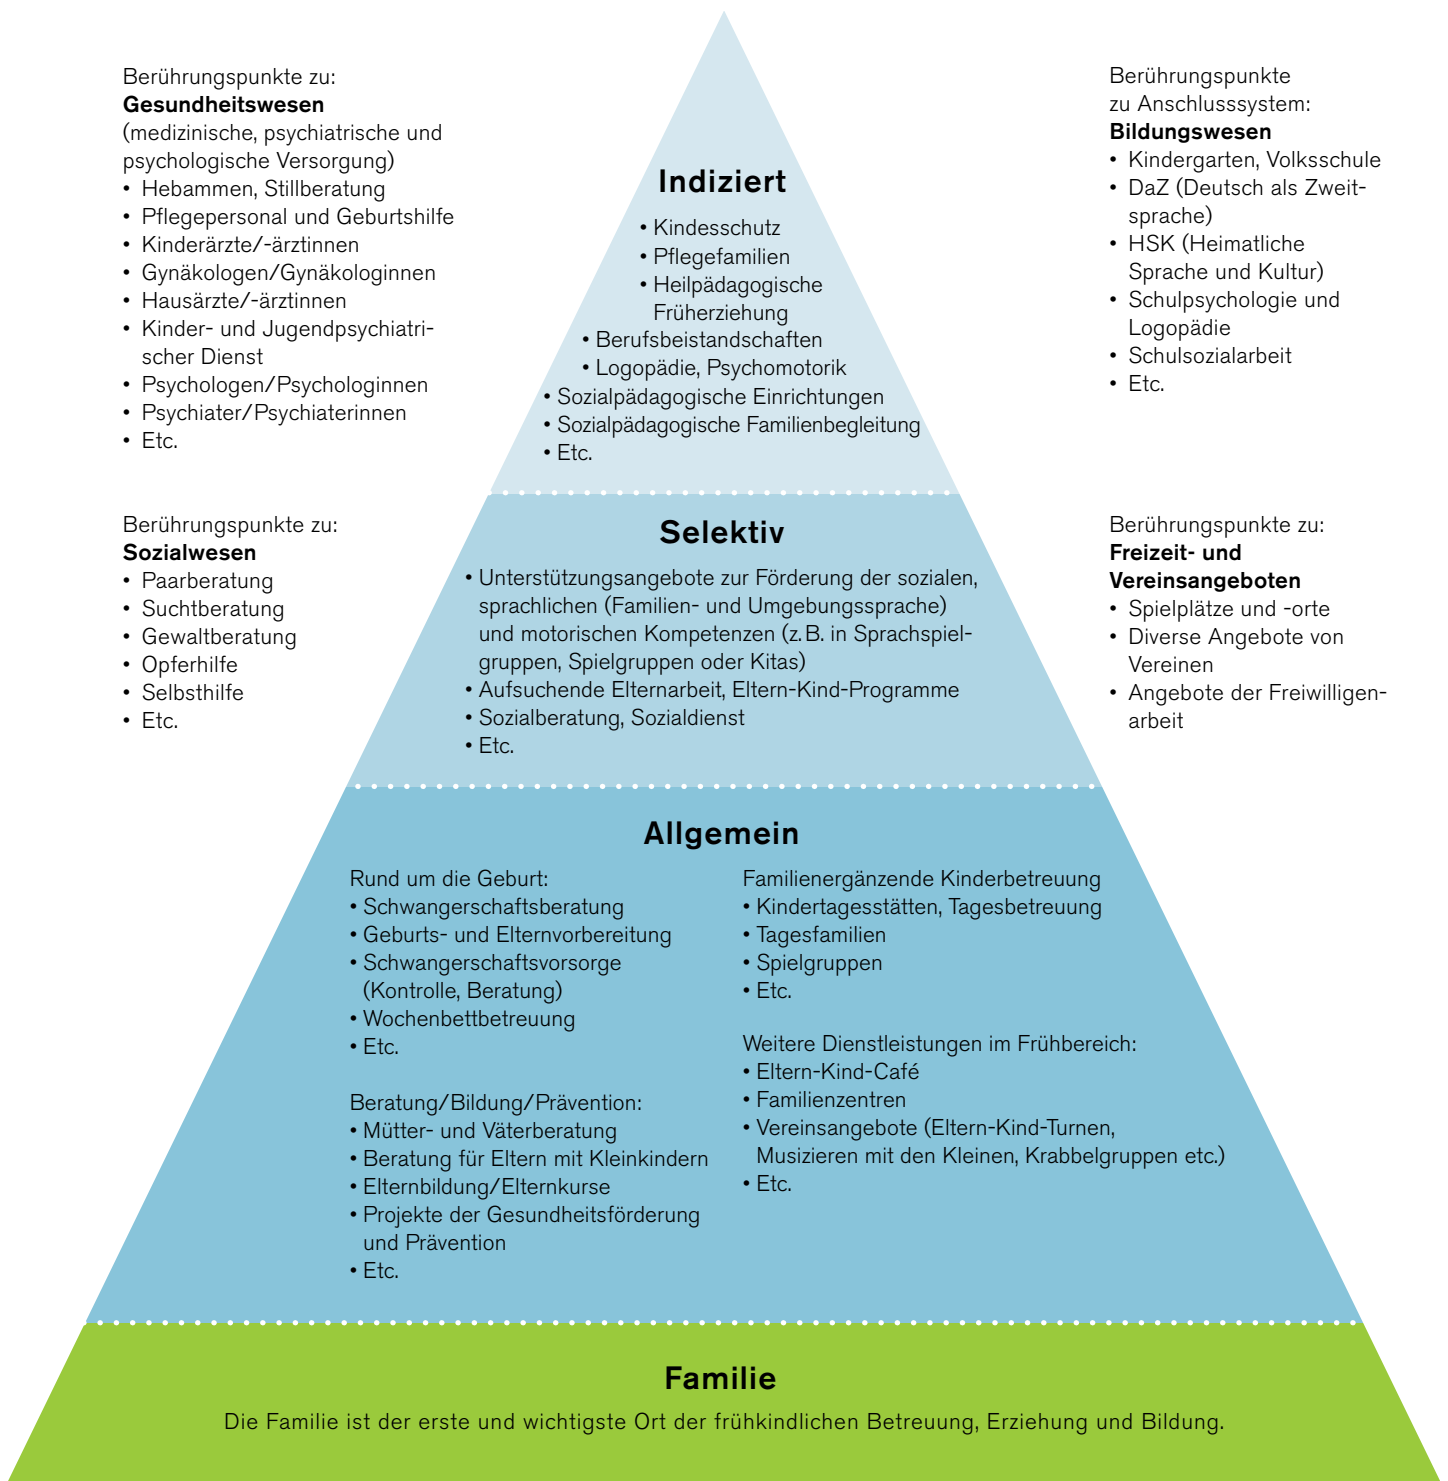 Berührungspunkte zu:
Gesundheitswesen
(medizinische, psychiatrische und
psychologische Versorgung)
• Hebammen, Stillberatung
• Pflegepersonal und Geburtshilfe
• Kinderärzte/-ärztinnen
• Gynäkologen/Gynäkologinnen
• Hausärzte/-ärztinnen
• Kinder- und Jugendpsychiatri-
scher Dienst
• Psychologen/Psychologinnen
• Psychiater/Psychiaterinnen
• Etc.
Berührungspunkte zu:
Sozialwesen
• Paarberatung
• Suchtberatung
• Gewaltberatung
• Opferhilfe
• Selbsthilfe
• Etc.
Indiziert
• Kindesschutz
• Pflegefamilien
• Heilpädagogische
Früherziehung
• Berufsbeistandschaften
• Logopädie, Psychomotorik
• Sozialpädagogische Einrichtungen
• Sozialpädagogische Familienbegleitung
• Etc.
Selektiv
• Unterstützungsangebote zur Förderung der sozialen,
sprachlichen (Familien- und Umgebungssprache)
und motorischen Kompetenzen (z. B. in Sprachspiel-
gruppen, Spielgruppen oder Kitas)
• Aufsuchende Elternarbeit, Eltern-Kind-Programme
• Sozialberatung, Sozialdienst
• Etc.
Berührungspunkte
zu Anschlusssystem:
Bildungswesen
• Kindergarten, Volksschule
• DaZ (Deutsch als Zweit-
sprache)
• HSK (Heimatliche
Sprache und Kultur)
• Schulpsychologie und
Logopädie
• Schulsozialarbeit
• Etc.
Berührungspunkte zu:
Freizeit- und
Vereinsangeboten
• Spielplätze und -orte
• Diverse Angebote von
Vereinen
• Angebote der Freiwilligen-
arbeit
Allgemein
Rund um die Geburt:
• Schwangerschaftsberatung
• Geburts- und Elternvorbereitung
• Schwangerschaftsvorsorge
(Kontrolle, Beratung)
• Wochenbettbetreuung
• Etc.
Beratung/Bildung/Prävention:
• Mütter- und Väterberatung
• Beratung für Eltern mit Kleinkindern
• Elternbildung/Elternkurse
• Projekte der Gesundheitsförderung
und Prävention
• Etc.
Familienergänzende Kinderbetreuung
• Kindertagesstätten, Tagesbetreuung
• Tagesfamilien
• Spielgruppen
• Etc.
Weitere Dienstleistungen im Frühbereich:
• Eltern-Kind-Café
• Familienzentren
• Vereinsangebote (Eltern-Kind-Turnen,
Musizieren mit den Kleinen, Krabbelgruppen etc.)
• Etc.
Familie
Die Familie ist der erste und wichtigste Ort der frühkindlichen Betreuung, Erziehung und Bildung.